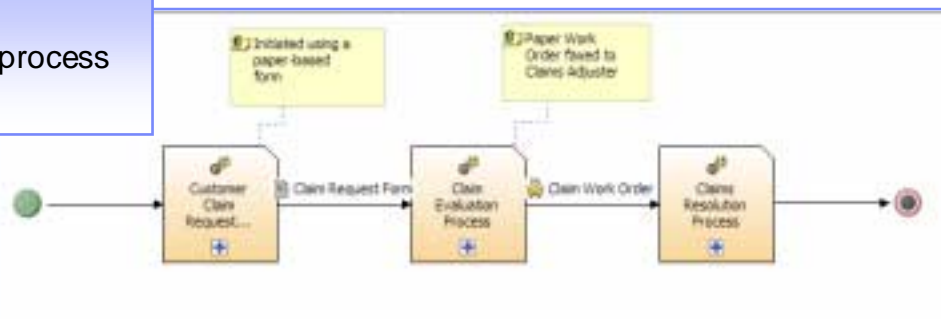 process
Initiated using a
paper-based
form
Paper Work
Order faxed to
Claims Adjuster
Customer
Claim
Request...
Claim Request Form
Claim
Evaluation
Process
Claim Work Order
Claims
Resolution
Process